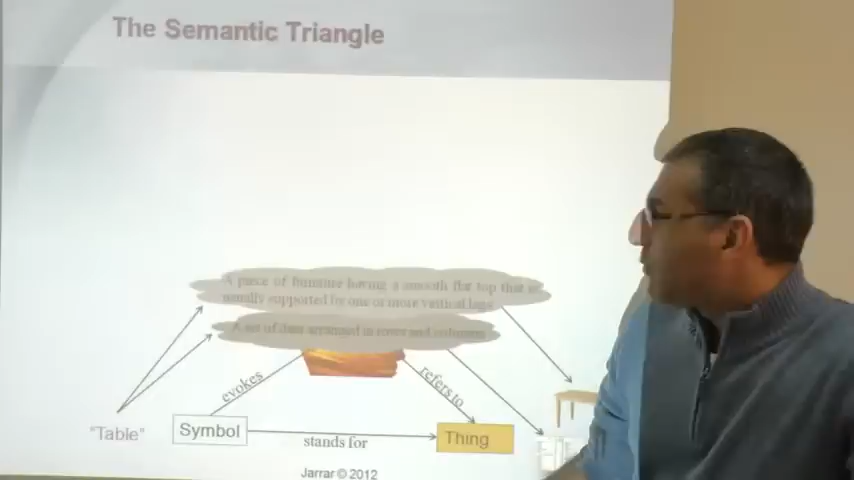 The Semantic Triangle
A piece of furniture having a smooth flat top that is
usually supported by one or more vertical legs
A set of data arranged in rows and columns
evokes
refers to
"Table"
Symbol
stands for
Thing
Jarrar © 2012